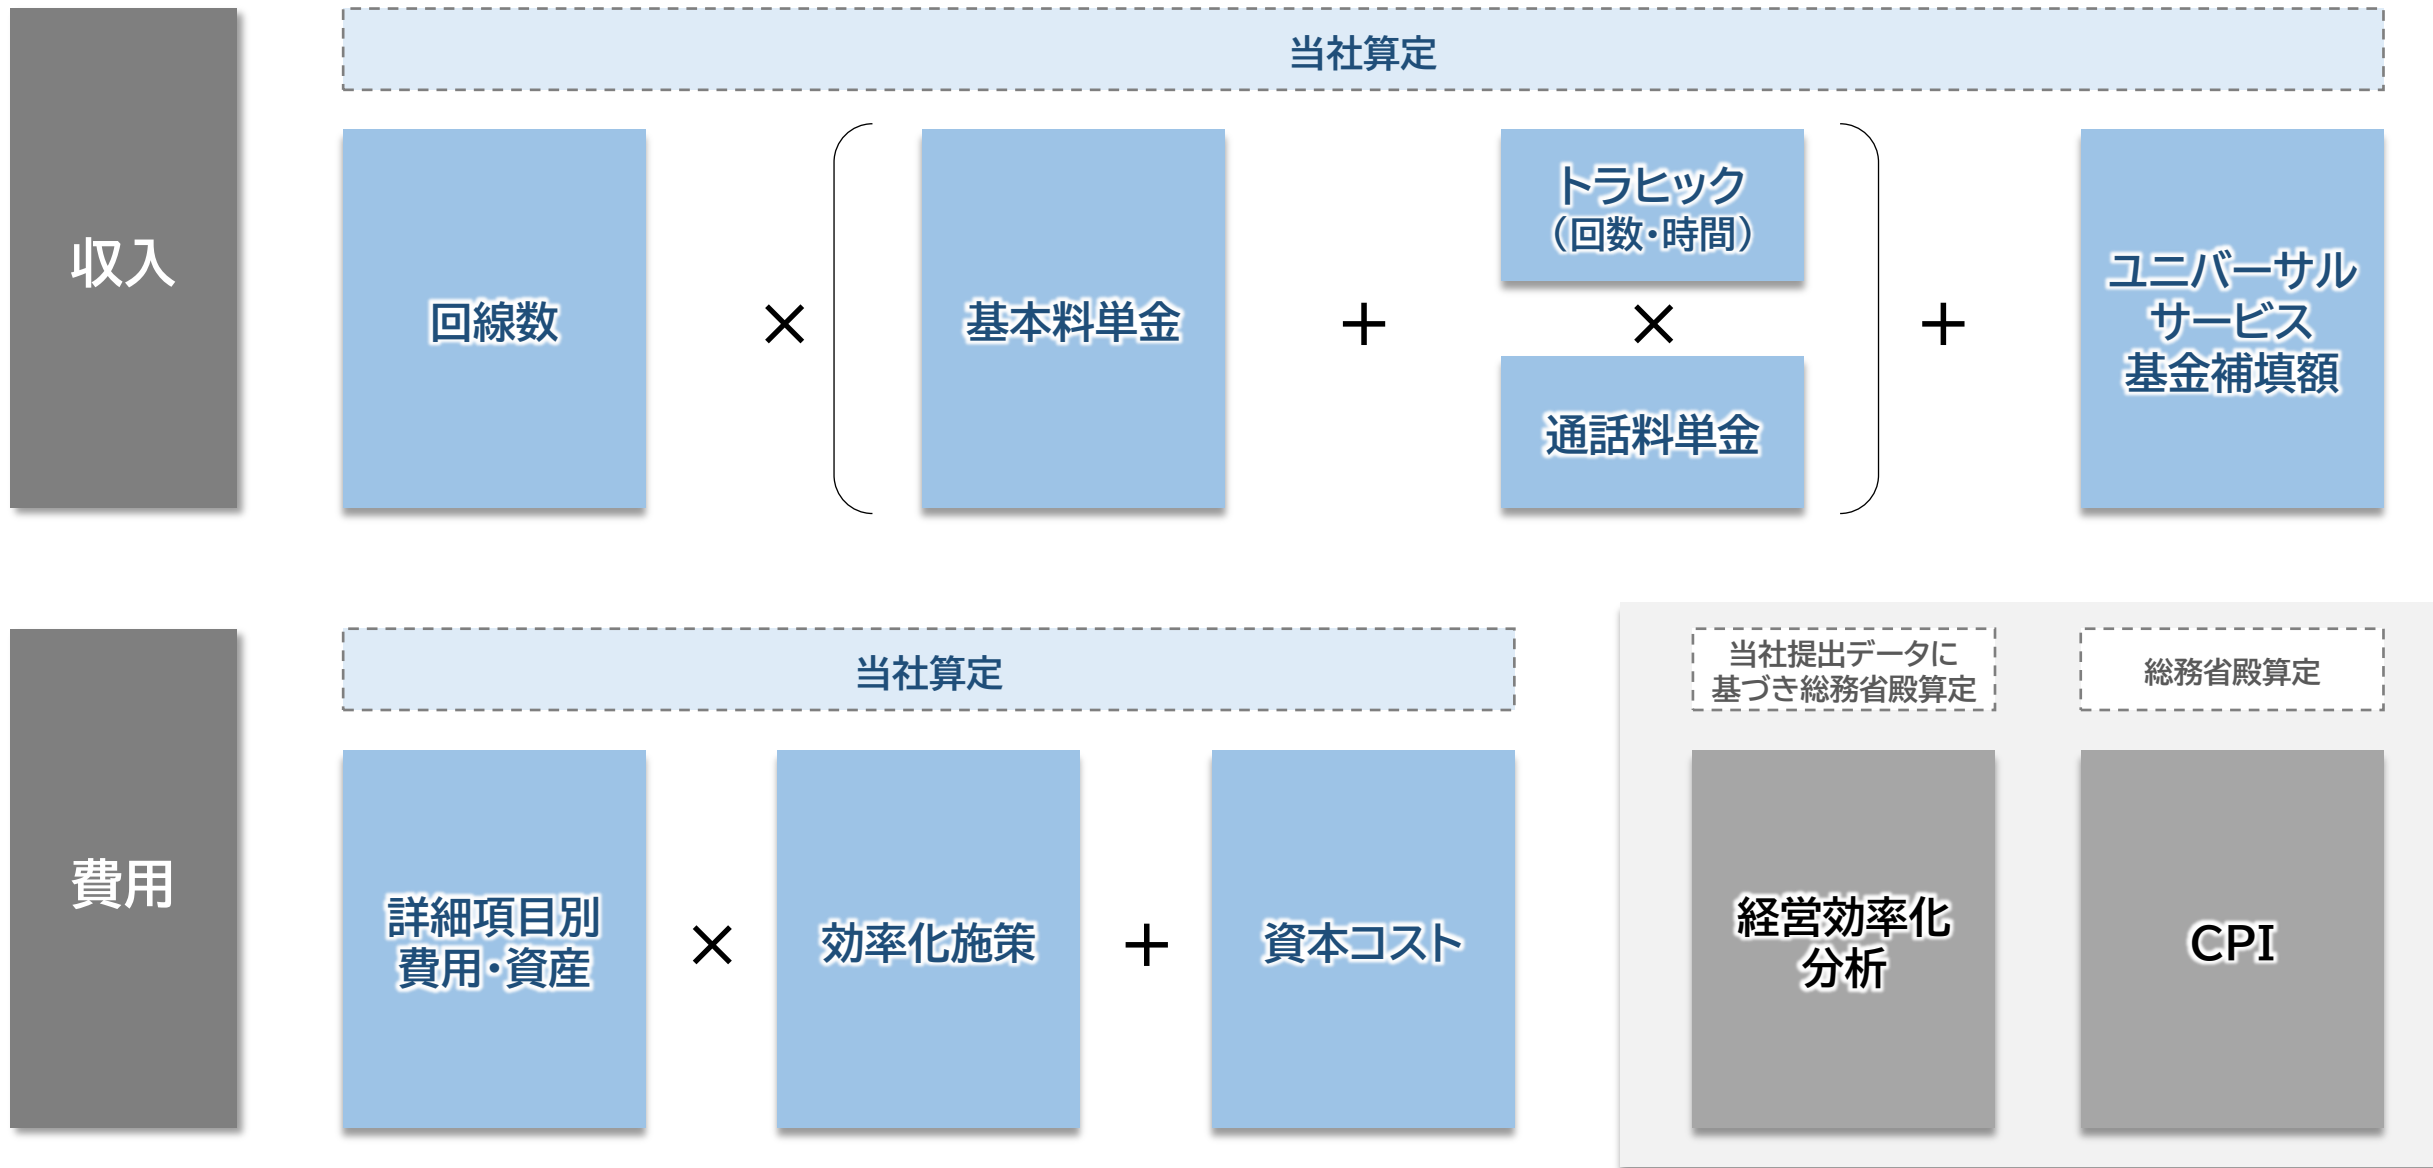 収入
当社算定
回線数
×
基本料単金
+
トラヒック
（回数・時間）
×
通話料単金
+
ユニバーサル
サービス
基金補填額
費用
当社算定
詳細項目別
費用・資産
×
効率化施策
+
資本コスト
当社提出データに
基づき総務省殿算定
経営効率化
分析
総務省殿算定
CPI